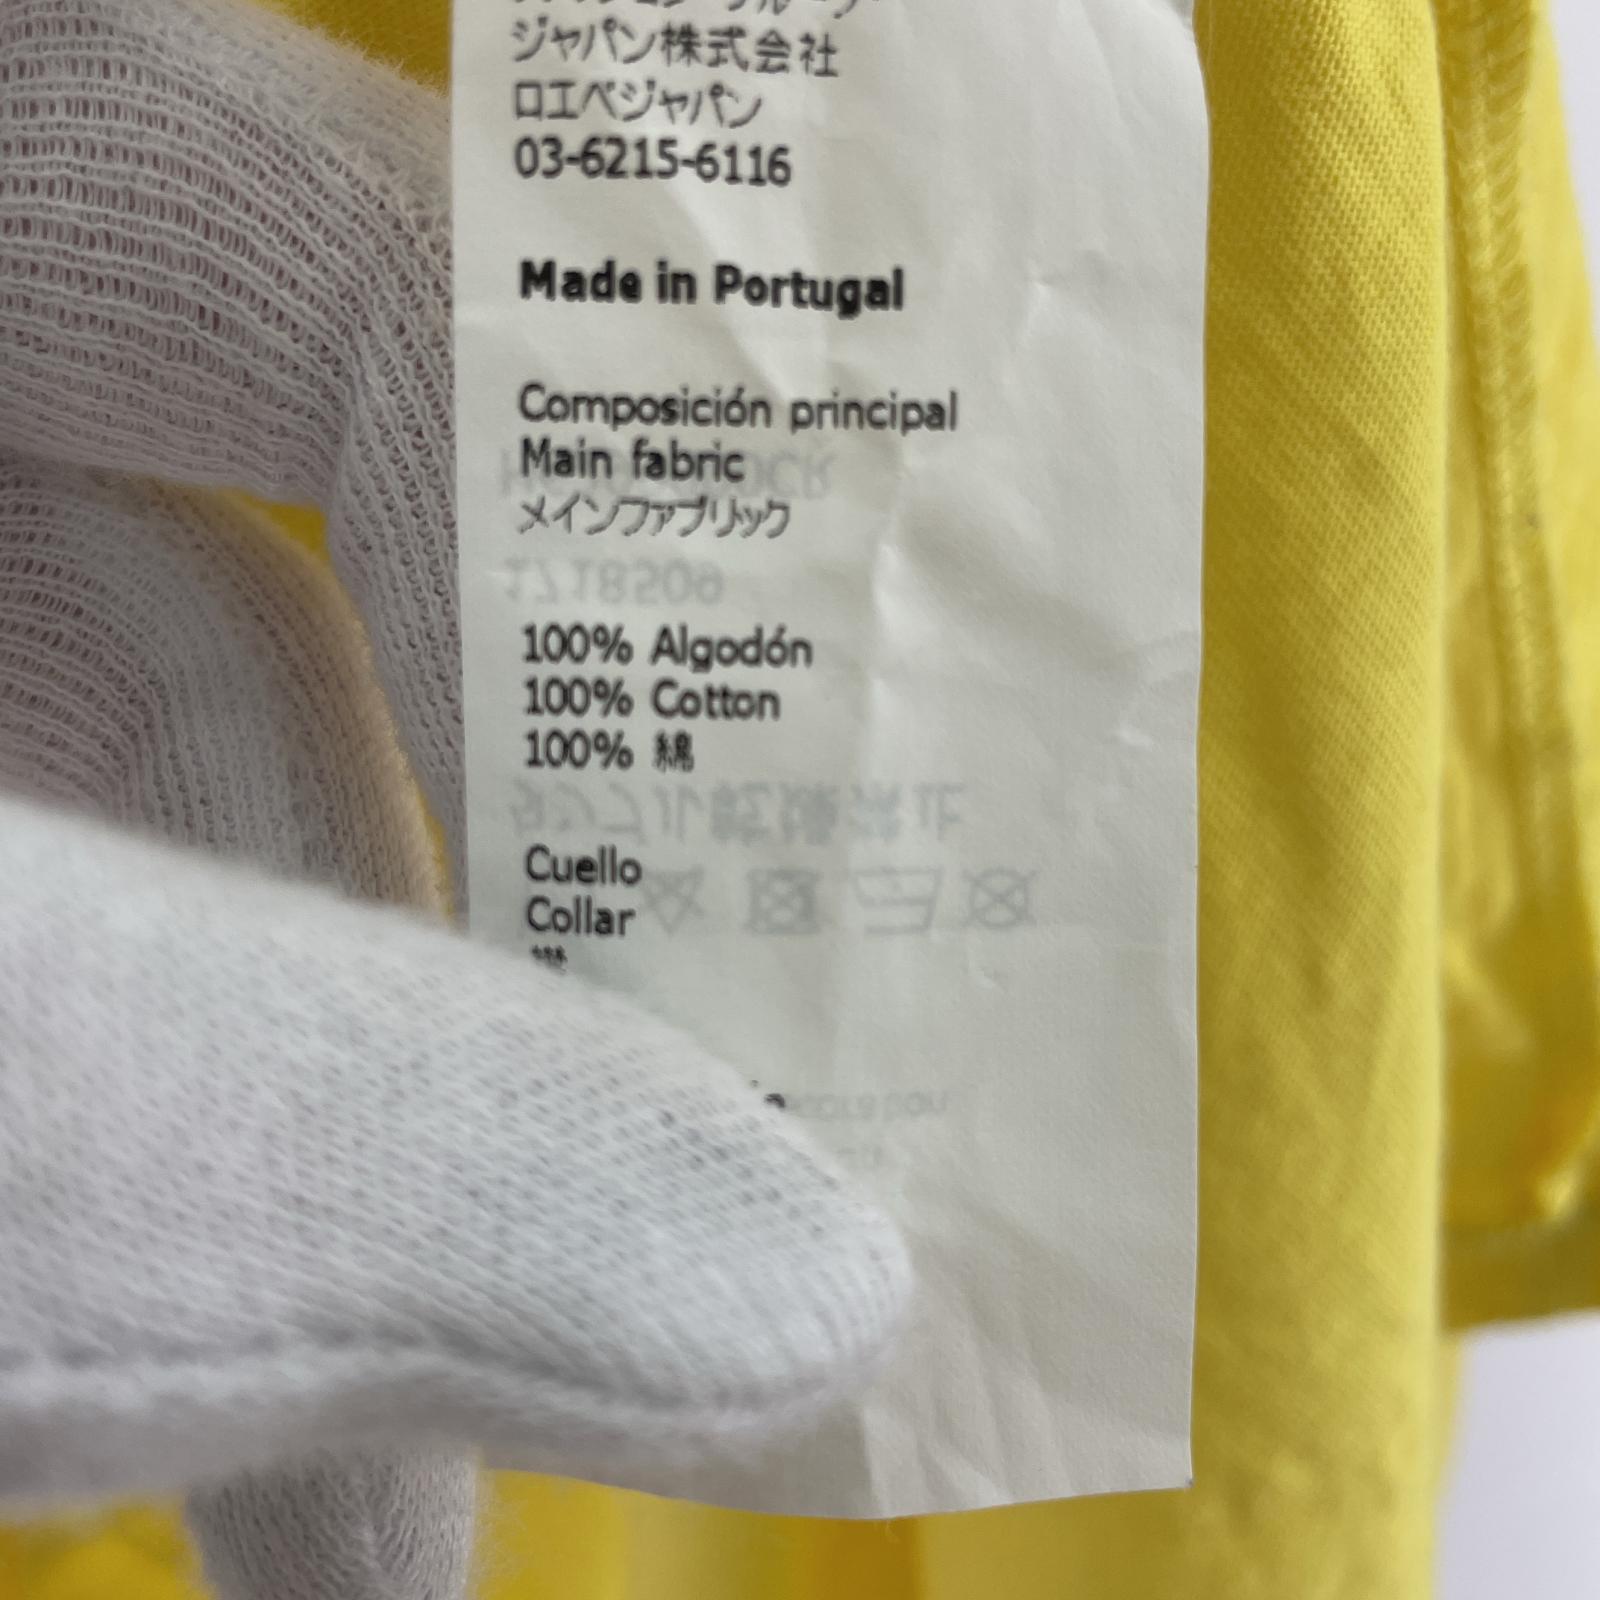 ジャパン株式会社
ロエベジャパン
03-6215-6116
Made in Portugal
Composición principal
Main fabric
メインファブリック
100% Algodón
100% Cotton
100% 綿
Cuello
Collar